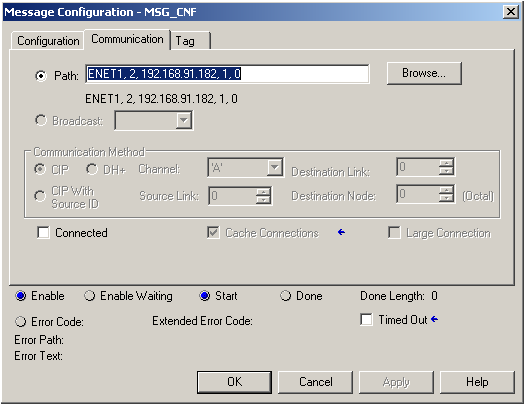 Message Configuration - MSG_CNF
Configuration Communication Tag
Path: ENET1, 2, 192.168.91.182, 1, 0 Browse...
ENET1, 2, 192.168.91.182, 1, 0
Broadcast:
Communication Method
CIP DH+ Channel: 'A' Destination Link: 0
CIP With Source ID Source Link: 0 Destination Node: 0 (Octal)
Connected Cache Connections Large Connection
Enable Enable Waiting Start Done Done Length: 0
Error Code: Extended Error Code: Timed Out
Error Path:
Error Text:
OK Cancel Apply Help